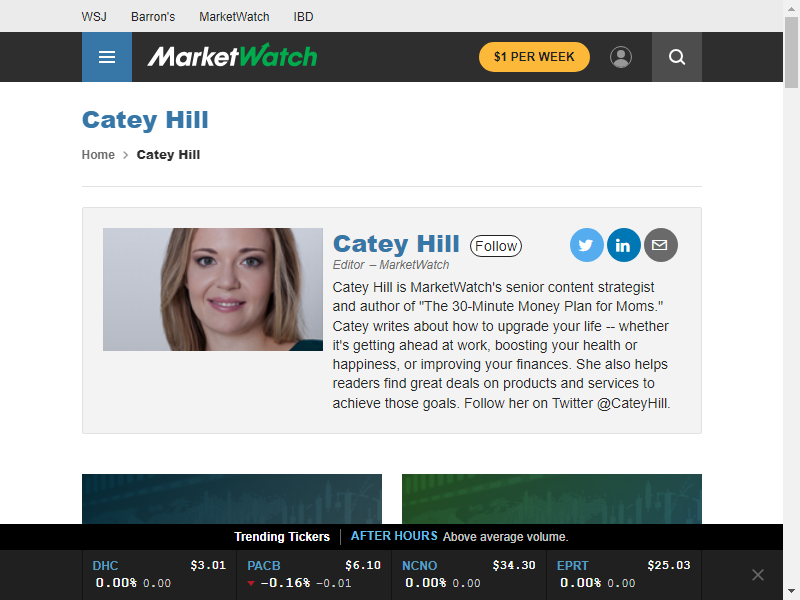 WSJ Barron's MarketWatch IBD
MarketWatch $1 PER WEEK
Catey Hill
Home > Catey Hill
Catey Hill Follow
Editor – MarketWatch
Catey Hill is MarketWatch's senior content strategist
and author of "The 30-Minute Money Plan for Moms."
Catey writes about how to upgrade your life -- whether
it's getting ahead at work, boosting your health or
happiness, or improving your finances. She also helps
readers find great deals on products and services to
achieve those goals. Follow her on Twitter @CateyHill.
Trending Tickers AFTER HOURS Above average volume.
DHC $3.01 PACB $6.10 NCNO $34.30 EPRT $25.03
0.00% 0.00 −0.16% −0.01 0.00% 0.00 0.00% 0.00